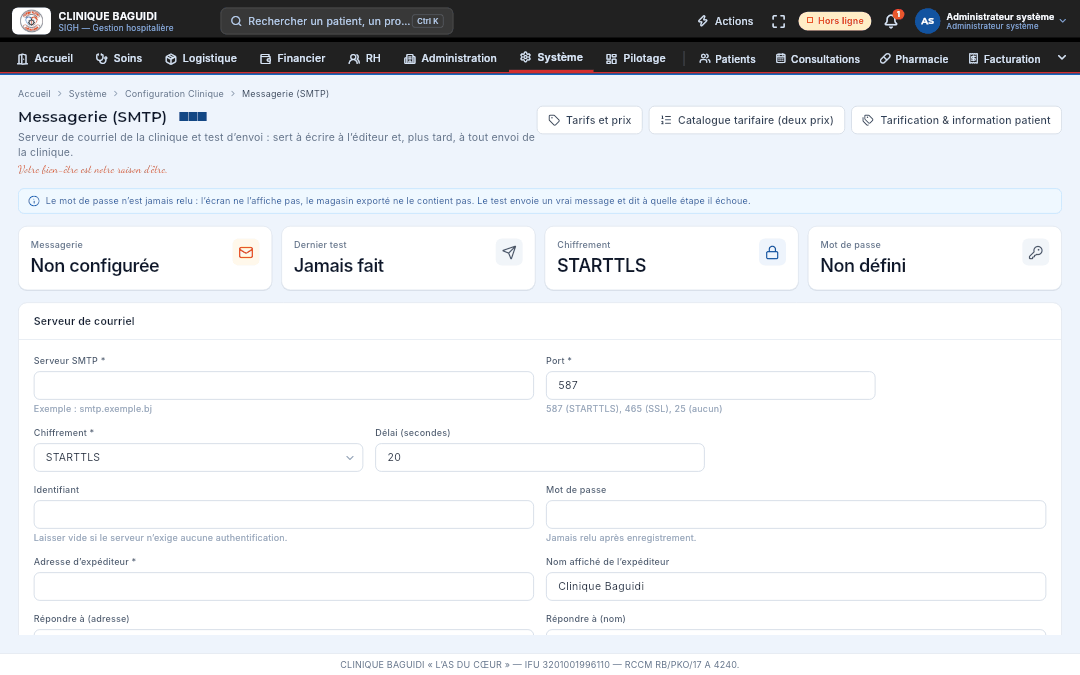 CLINIQUE BAGUIDI
SIGH — Gestion hospitalière
Rechercher un patient, un pro... Ctrl K
Actions
Hors ligne
1
AS
Administrateur système
Administrateur système
Accueil
Soins
Logistique
Financier
RH
Administration
Système
Pilotage
Patients
Consultations
Pharmacie
Facturation
Accueil > Système > Configuration Clinique > Messagerie (SMTP)
Messagerie (SMTP)
Serveur de courriel de la clinique et test d'envoi : sert à écrire à l'éditeur et, plus tard, à tout envoi de
la clinique.
Votre bien-être est notre raison d'être.
Tarifs et prix
Catalogue tarifaire (deux prix)
Tarification & information patient
Le mot de passe n'est jamais relu : l'écran ne l'affiche pas, le magasin exporté ne le contient pas. Le test envoie un vrai message et dit à quelle étape il échoue.
Messagerie
Non configurée
Dernier test
Jamais fait
Chiffrement
STARTTLS
Mot de passe
Non défini
Serveur de courriel
Serveur SMTP *
Exemple : smtp.exemple.bj
Port *
587
587 (STARTTLS), 465 (SSL), 25 (aucun)
Chiffrement *
STARTTLS
Délai (secondes)
20
Identifiant
Laisser vide si le serveur n'exige aucune authentification.
Mot de passe
Jamais relu après enregistrement.
Adresse d'expéditeur *
Nom affiché de l'expéditeur
Clinique Baguidi
Répondre à (adresse)
Répondre à (nom)
CLINIQUE BAGUIDI « L'AS DU CŒUR » — IFU 3201001996110 — RCCM RB/PKO/17 A 4240.